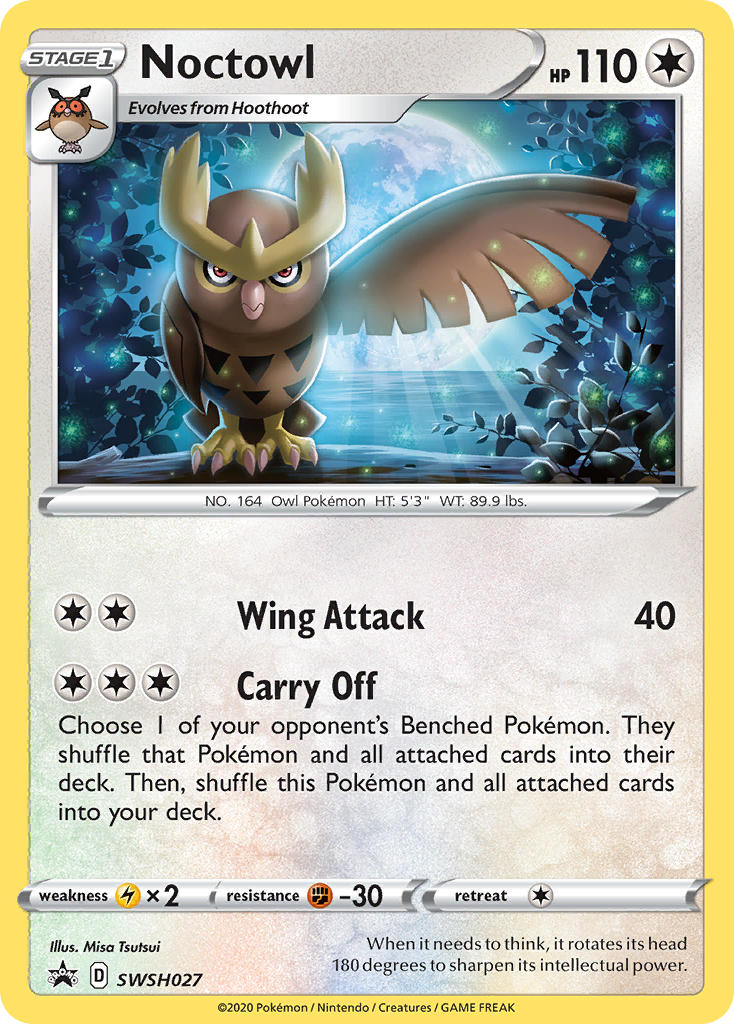 STAGE 1
Noctowl
HP 110
Evolves from Hoothoot
NO. 164 Owl Pokémon HT: 5'3" WT: 89.9 lbs.
Wing Attack 40
Carry Off
Choose 1 of your opponent's Benched Pokémon. They
shuffle that Pokémon and all attached cards into their
deck. Then, shuffle this Pokémon and all attached cards
into your deck.
weakness ×2 resistance -30 retreat
Illus. Misa Tsutsui
When it needs to think, it rotates its head
180 degrees to sharpen its intellectual power.
D SWSH027
©2020 Pokémon / Nintendo / Creatures / GAME FREAK